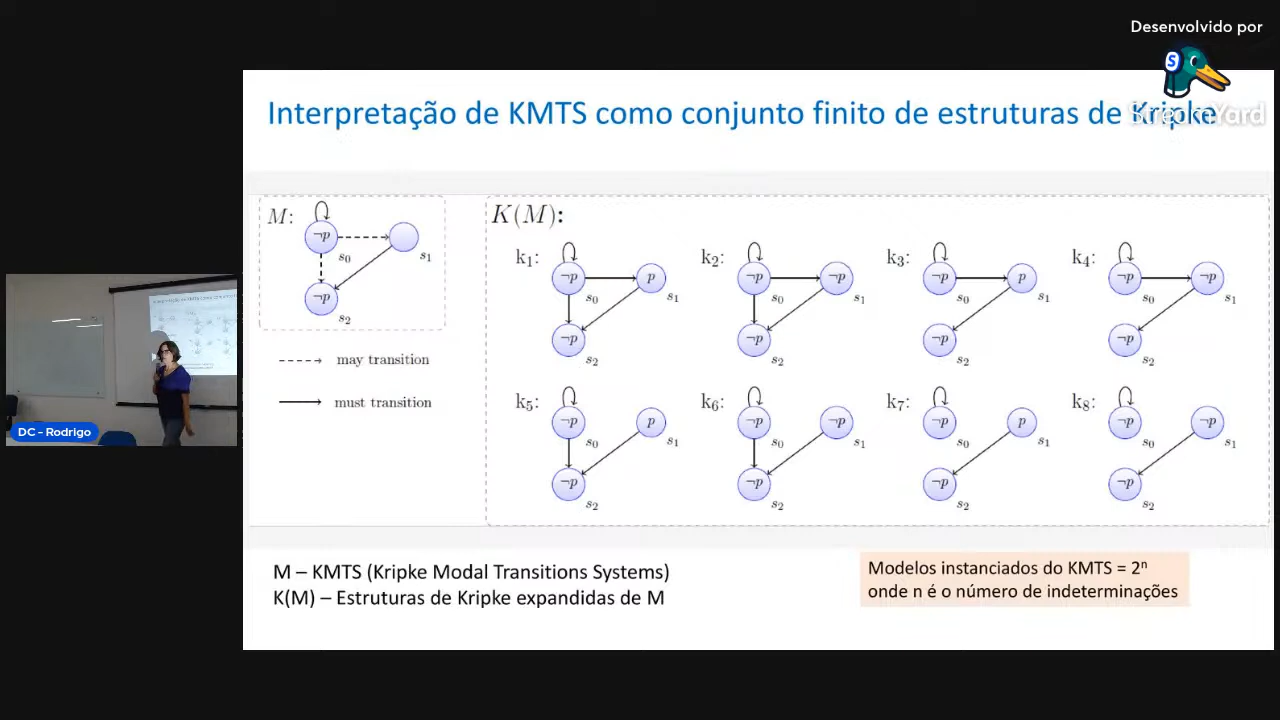 Desenvolvido por
S
StreamYard
Interpretação de KMTS como conjunto finito de estruturas de Kripke
M:
¬p
s₀
s₁
¬p
s₂
may transition
must transition
K(M):
k₁:
¬p
p
s₀
s₁
¬p
s₂
k₂:
¬p
¬p
s₀
s₁
¬p
s₂
k₃:
¬p
p
s₀
s₁
¬p
s₂
k₄:
¬p
¬p
s₀
s₁
¬p
s₂
k₅:
¬p
p
s₀
s₁
¬p
s₂
k₆:
¬p
¬p
s₀
s₁
¬p
s₂
k₇:
¬p
p
s₀
s₁
¬p
s₂
k₈:
¬p
¬p
s₀
s₁
¬p
s₂
DC - Rodrigo
M – KMTS (Kripke Modal Transitions Systems)
K(M) – Estruturas de Kripke expandidas de M
Modelos instanciados do KMTS = 2ⁿ
onde n é o número de indeterminações